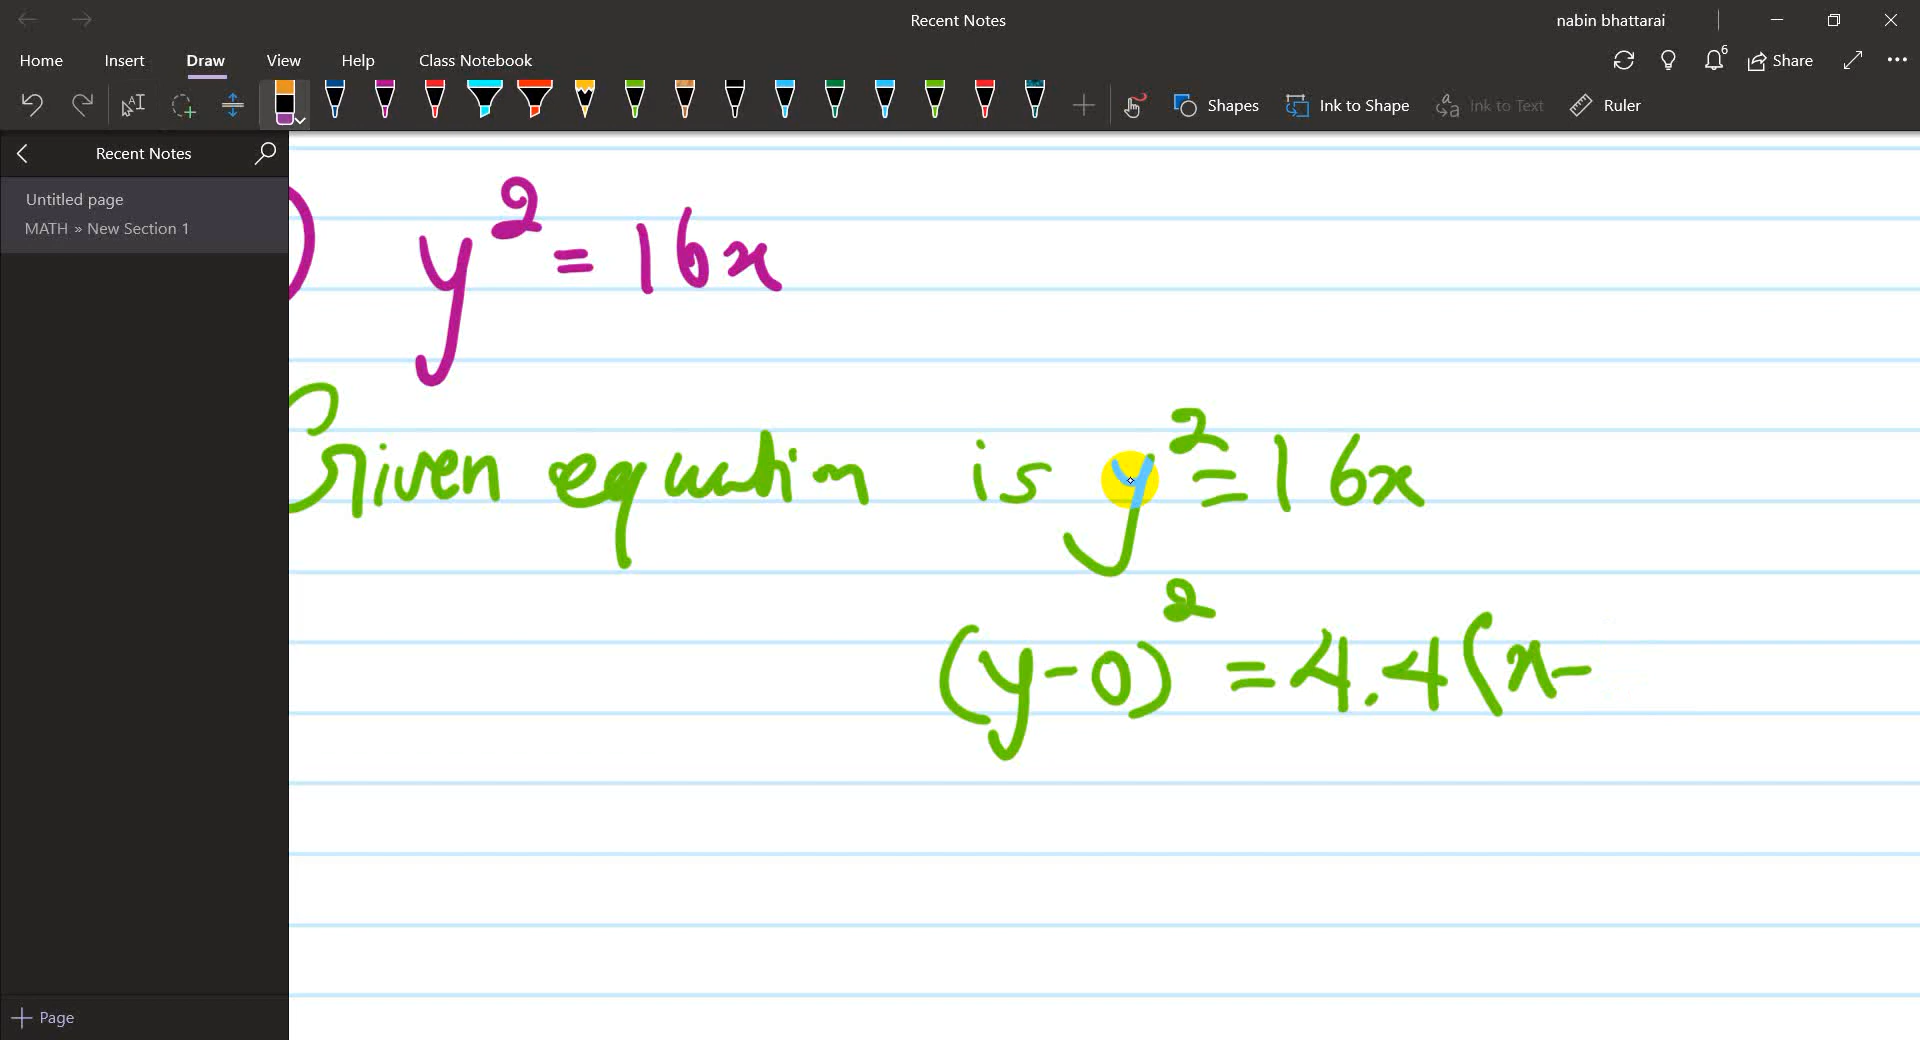 Recent Notes
nabin bhattarai
Home Insert Draw View Help Class Notebook
6
Share
Shapes Ink to Shape Ink to Text Ruler
Recent Notes
Untitled page
MATH » New Section 1
) y² = 16x
Given equation is y² = 16x
(y-0)² = 4.4(x-
Page